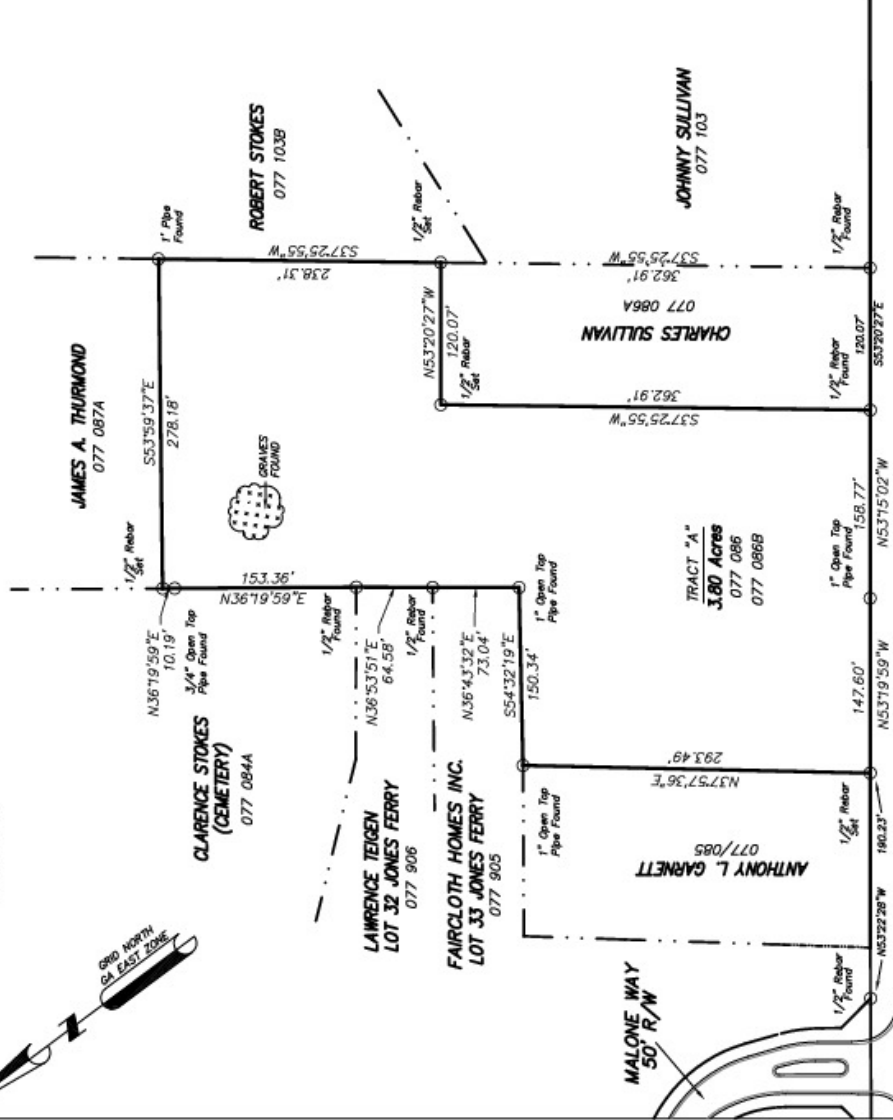 JAMES A. THURMOND
077 087A
ROBERT STOKES
077 103B
1" Pipe
Found
S53°59'37"E
278.18'
S37°25'55"W
238.31'
1/2" Rebar
Set
JOHNNY SULLIVAN
077 103
N53°20'27"W
120.07'
1/2" Rebar
Set
S37°25'55"W
362.91'
CHARLES SULLIVAN
077 086A
362.91'
S37°25'55"W
1/2" Rebar
Found
120.07'
S53°20'27"E
1/2" Rebar
Found
1/2" Rebar
Set
GRAVES
FOUND
N36°19'59"E
10.19'
3/4" Open Top
Pipe Found
153.36'
N36°19'59"E
1/2" Rebar
Found
N36°53'51"E
64.58'
1/2" Rebar
Found
N36°43'32"E
73.04'
1" Open Top
Pipe Found
S54°32'19"E
150.34'
TRACT "A"
3.80 Acres
077 086
077 086B
1" Open Top
Pipe Found
158.77'
N53°15'02"W
147.60'
N53°19'59"W
CLARENCE STOKES
(CEMETERY)
077 084A
LAWRENCE TEIGEN
LOT 32 JONES FERRY
077 906
FAIRCLOTH HOMES INC.
LOT 33 JONES FERRY
077 905
1" Open Top
Pipe Found
293.49'
N37°57'36"E
ANTHONY L. GARNETT
077/085
1/2" Rebar
Set
190.23'
N53°22'28"W
1/2" Rebar
Found
MALONE WAY
50' R/W
GRID NORTH
GA EAST ZONE